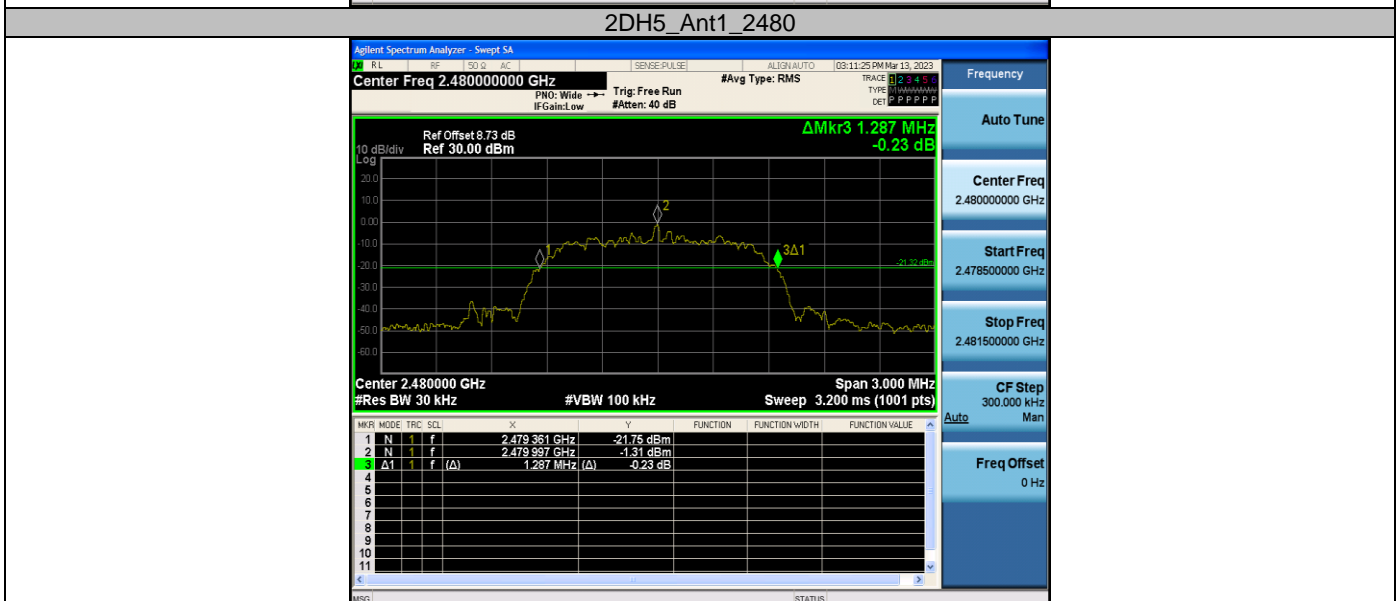 2DH5_Ant1_2480
Agilent Spectrum Analyzer - Swept SA
RL RF 50 Ω AC SENSE:PULSE ALIGN AUTO 03:11:25 PM Mar 13, 2023
Center Freq 2.480000000 GHz
#Avg Type: RMS
TRACE 1 2 3 4 5 6
PNO: Wide
Trig: Free Run
TYPE M
IFGain:Low
#Atten: 40 dB
DET P P P P P P
ΔMkr3 1.287 MHz
-0.23 dB
Ref Offset 8.73 dB
10 dB/div Ref 30.00 dBm
Log
20.0
10.0
0.00
-10.0
-20.0
-30.0
-40.0
-50.0
-60.0
1
2
3Δ1
-21.32 dBm
Center 2.480000 GHz
Span 3.000 MHz
#Res BW 30 kHz
#VBW 100 kHz
Sweep 3.200 ms (1001 pts)
MKR MODE TRC SCL X Y FUNCTION FUNCTION WIDTH FUNCTION VALUE
1 N 1 f 2.479 361 GHz -21.75 dBm
2 N 1 f 2.479 997 GHz -1.31 dBm
3 Δ1 1 f (Δ) 1.287 MHz (Δ) -0.23 dB
4
5
6
7
8
9
10
11
MSG
STATUS
Frequency
Auto Tune
Center Freq
2.480000000 GHz
Start Freq
2.478500000 GHz
Stop Freq
2.481500000 GHz
CF Step
300.000 kHz
Auto Man
Freq Offset
0 Hz